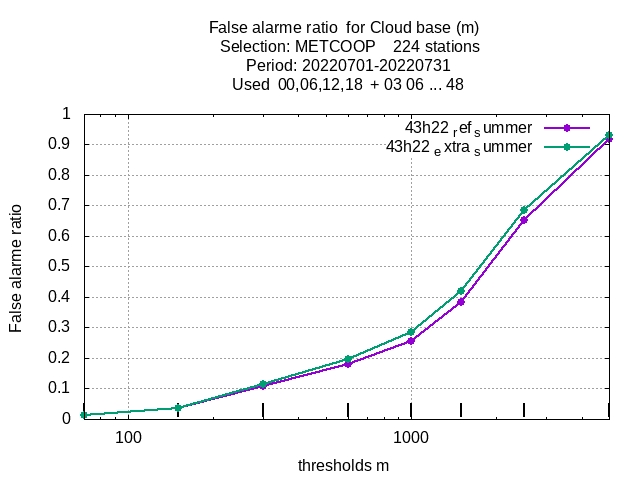 False alarme ratio  for Cloud base (m)
Selection: METCOOP    224 stations
Period: 20220701-20220731
Used  00,06,12,18  + 03 06 ... 48
43h22 ref summer
43h22 extra summer
1
0.9
0.8
0.7
0.6
0.5
0.4
0.3
0.2
0.1
0
False alarme ratio
100 1000
thresholds m